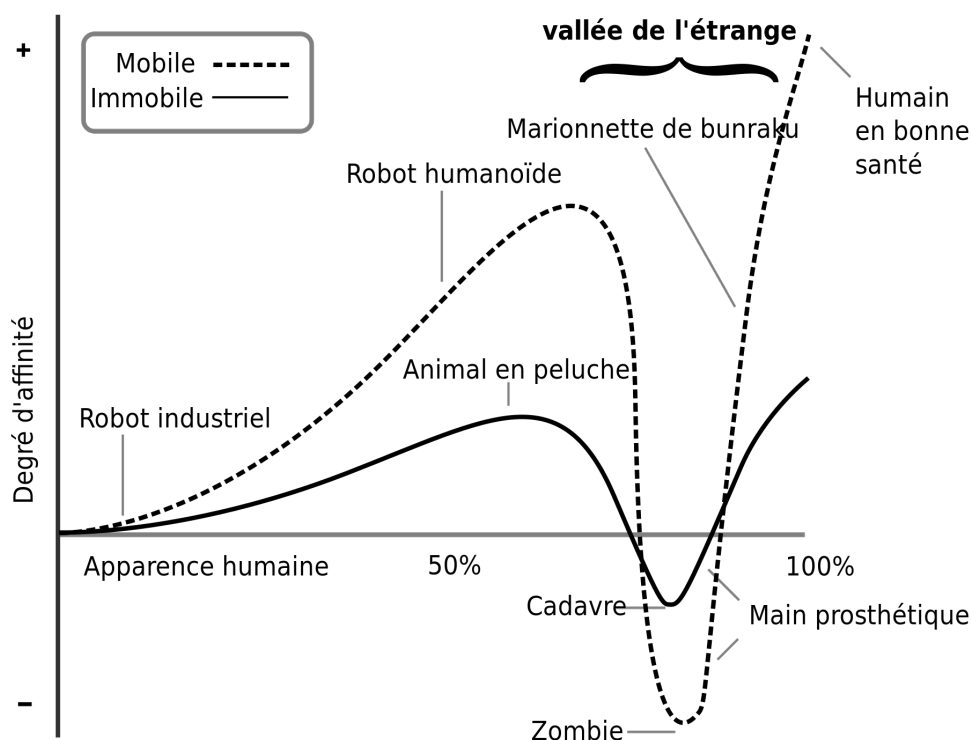 +
vallée de l'étrange
Mobile
Immobile
Humain
en bonne
santé
Marionnette de bunraku
Robot humanoïde
Animal en peluche
Robot industriel
Degré d'affinité
Apparence humaine
50%
100%
Cadavre
Main prosthétique
–
Zombie